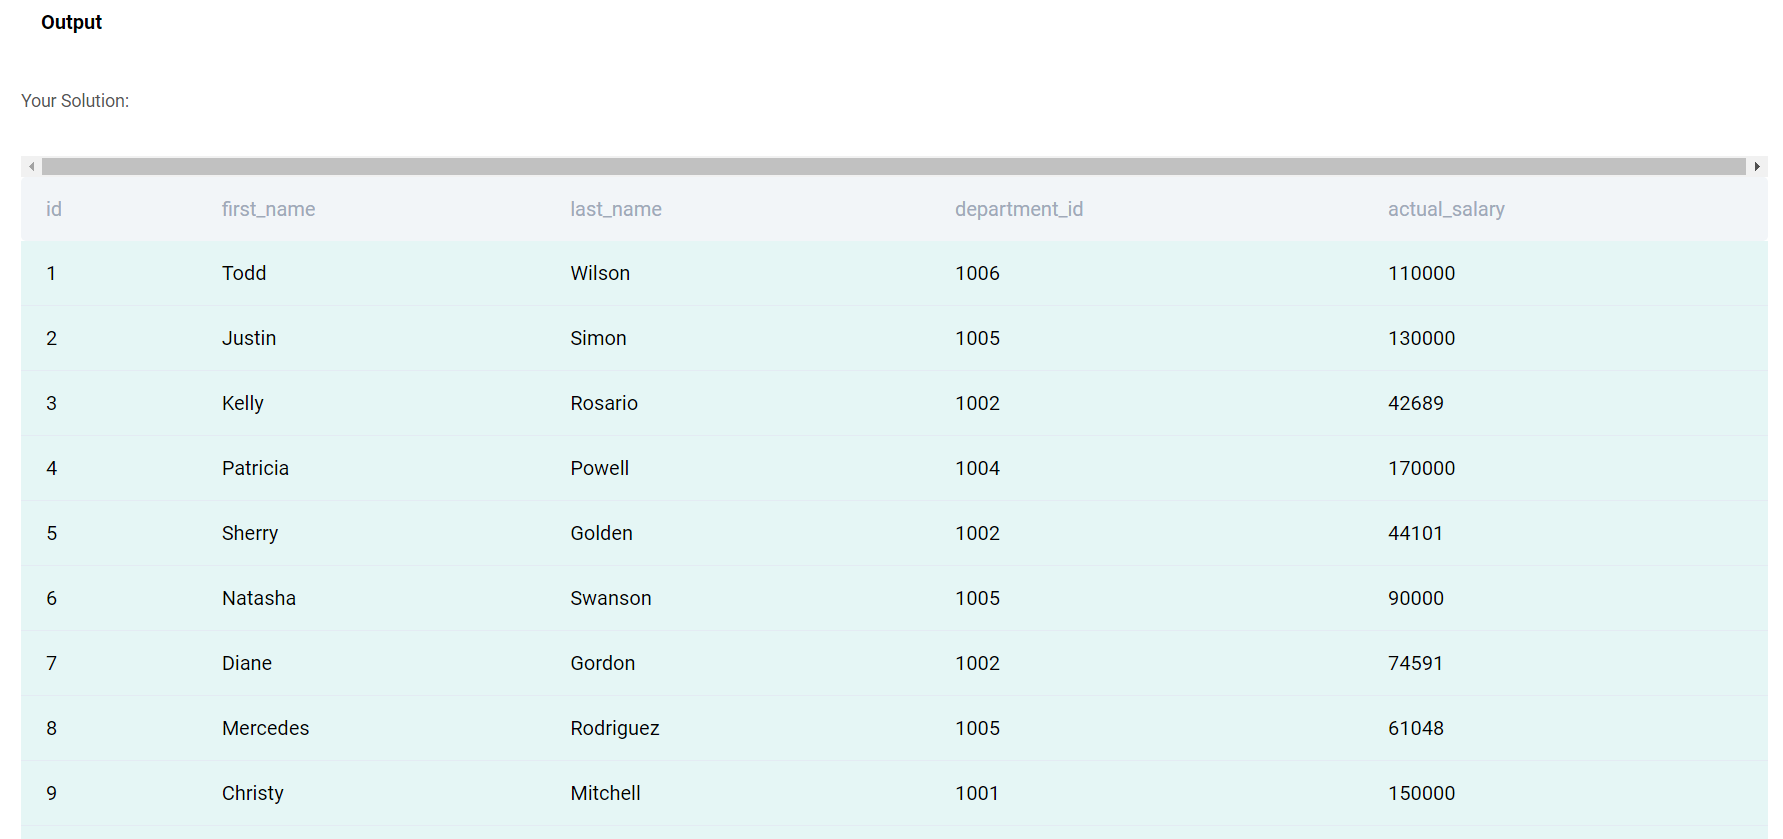 Output
Your Solution:
id first_name last_name department_id actual_salary
1 Todd Wilson 1006 110000
2 Justin Simon 1005 130000
3 Kelly Rosario 1002 42689
4 Patricia Powell 1004 170000
5 Sherry Golden 1002 44101
6 Natasha Swanson 1005 90000
7 Diane Gordon 1002 74591
8 Mercedes Rodriguez 1005 61048
9 Christy Mitchell 1001 150000